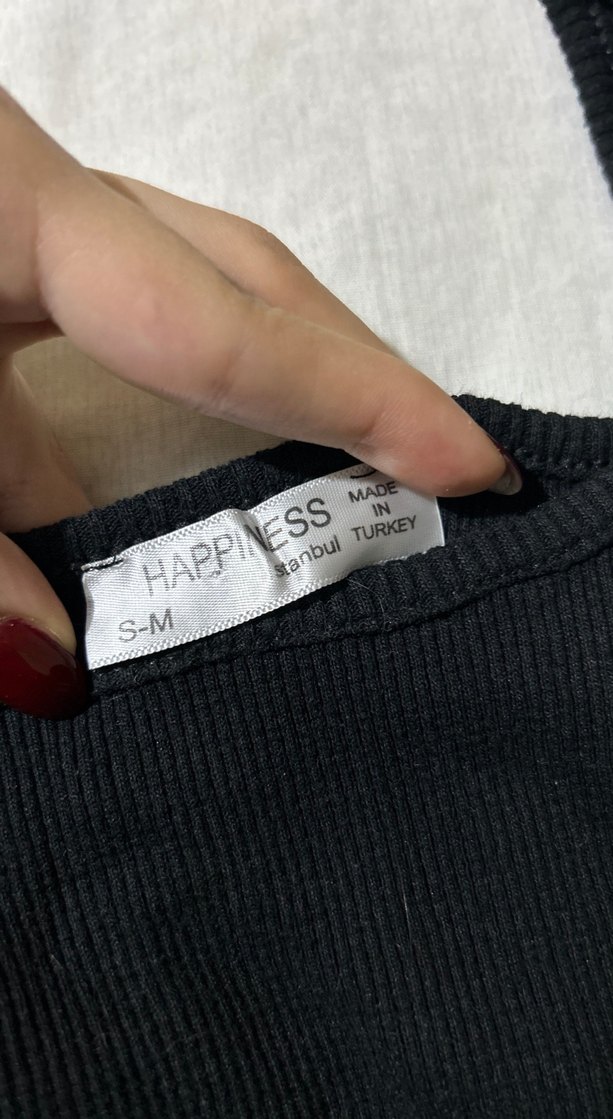 HAPPINESS
stanbul
S-M
MADE
IN
TURKEY